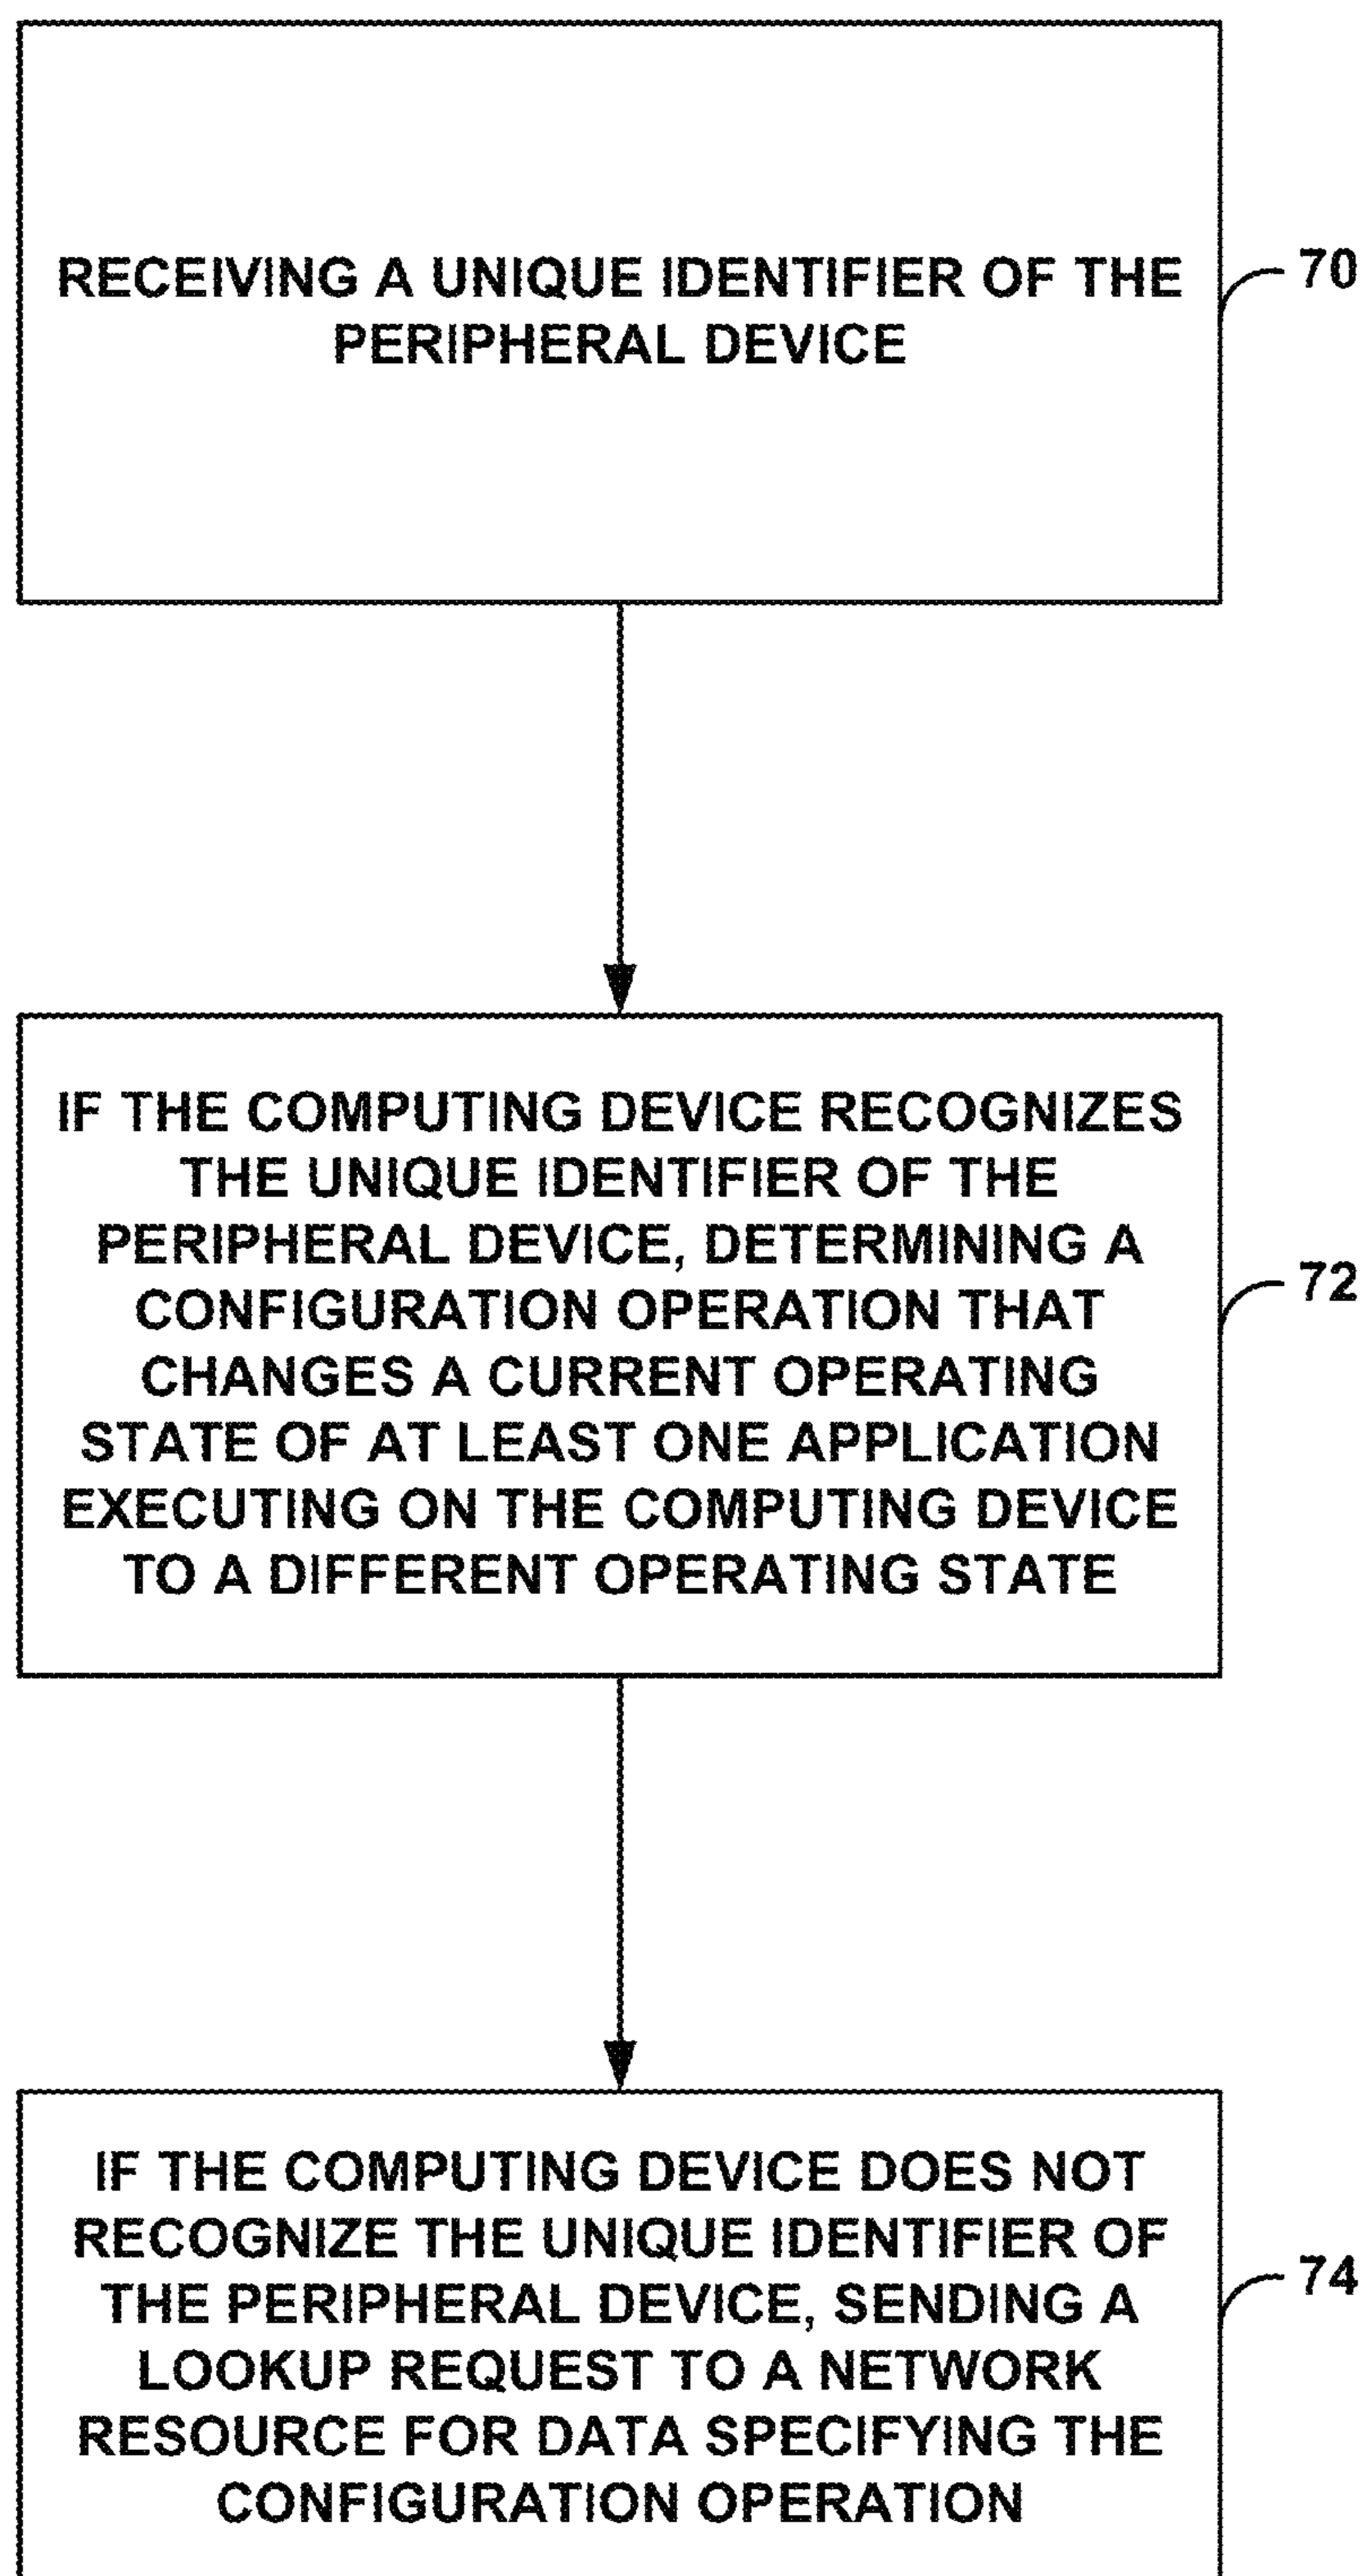 RECEIVING A UNIQUE IDENTIFIER OF THE
PERIPHERAL DEVICE
70
IF THE COMPUTING DEVICE RECOGNIZES
THE UNIQUE IDENTIFIER OF THE
PERIPHERAL DEVICE, DETERMINING A
CONFIGURATION OPERATION THAT
CHANGES A CURRENT OPERATING
STATE OF AT LEAST ONE APPLICATION
EXECUTING ON THE COMPUTING DEVICE
TO A DIFFERENT OPERATING STATE
72
IF THE COMPUTING DEVICE DOES NOT
RECOGNIZE THE UNIQUE IDENTIFIER OF
THE PERIPHERAL DEVICE, SENDING A
LOOKUP REQUEST TO A NETWORK
RESOURCE FOR DATA SPECIFYING THE
CONFIGURATION OPERATION
74